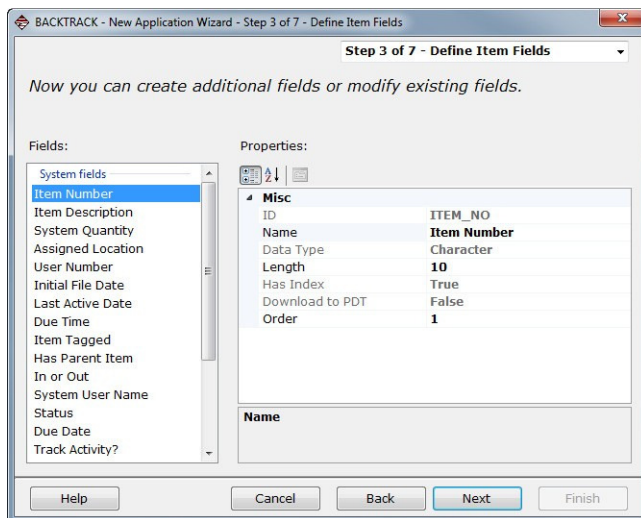 BACKTRACK - New Application Wizard - Step 3 of 7 - Define Item Fields
Step 3 of 7 - Define Item Fields
Now you can create additional fields or modify existing fields.
Fields:
System fields
Item Number
Item Description
System Quantity
Assigned Location
User Number
Initial File Date
Last Active Date
Due Time
Item Tagged
Has Parent Item
In or Out
System User Name
Status
Due Date
Track Activity?
Properties:
Misc
ID ITEM_NO
Name Item Number
Data Type Character
Length 10
Has Index True
Download to PDT False
Order 1
Name
Help Cancel Back Next Finish